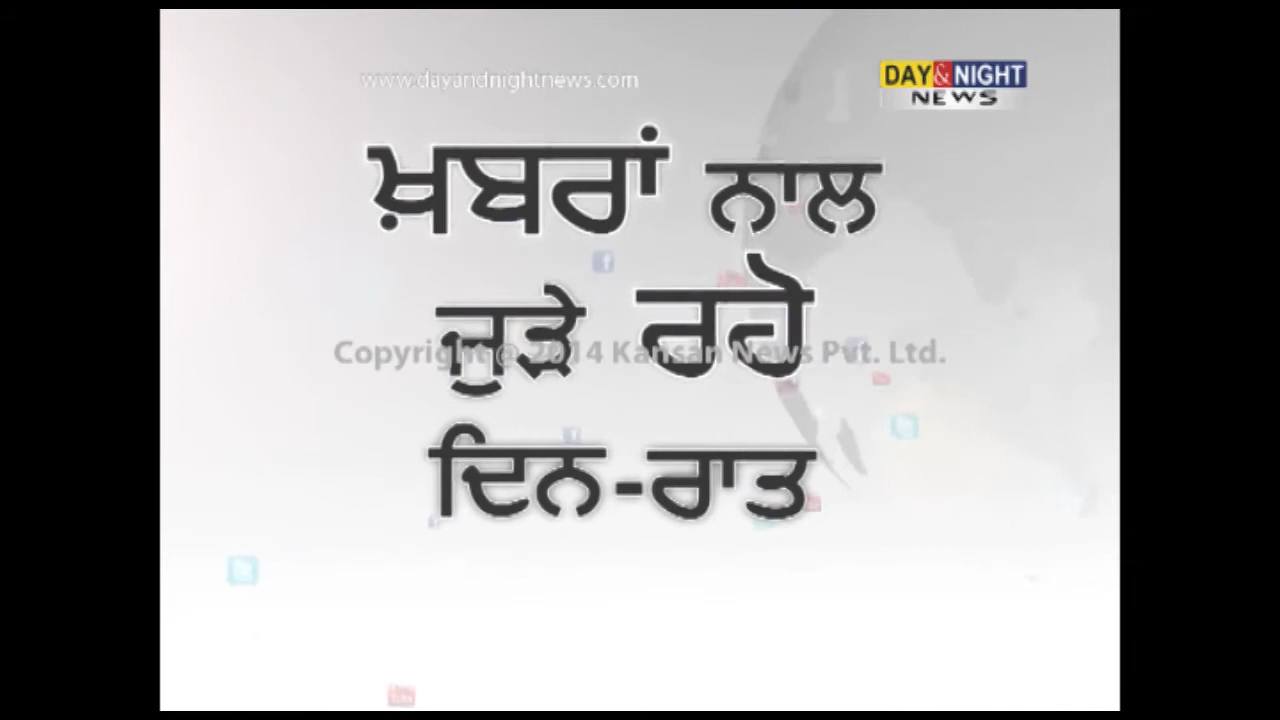 www.dayandnightnews.com
DAY & NIGHT
NEWS
ਖ਼ਬਰਾਂ ਨਾਲ
ਜੁੜੇ ਰਹੋ
Copyright @ 2014 Kansan News Pvt. Ltd.
ਦਿਨ-ਰਾਤ